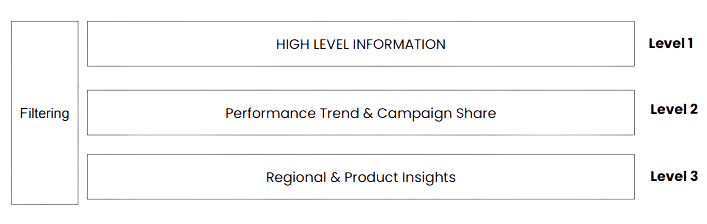 HIGH LEVEL INFORMATION
Level 1
Filtering
Performance Trend & Campaign Share
Level 2
Regional & Product Insights
Level 3